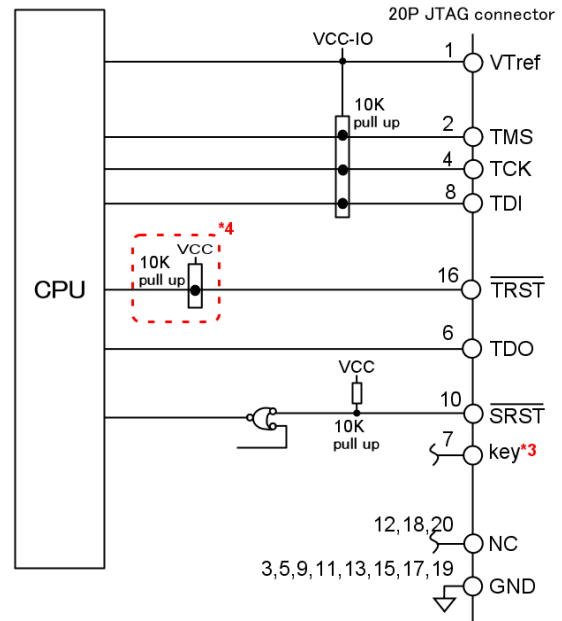 20P JTAG connector
VCC-IO
1
VTref
10K
pull up
2
TMS
4
TCK
8
TDI
*4
VCC
10K
pull up
CPU
16
TRST
6
TDO
VCC
10
SRST
10K
pull up
7
key*3
12,18,20
NC
3,5,9,11,13,15,17,19
GND